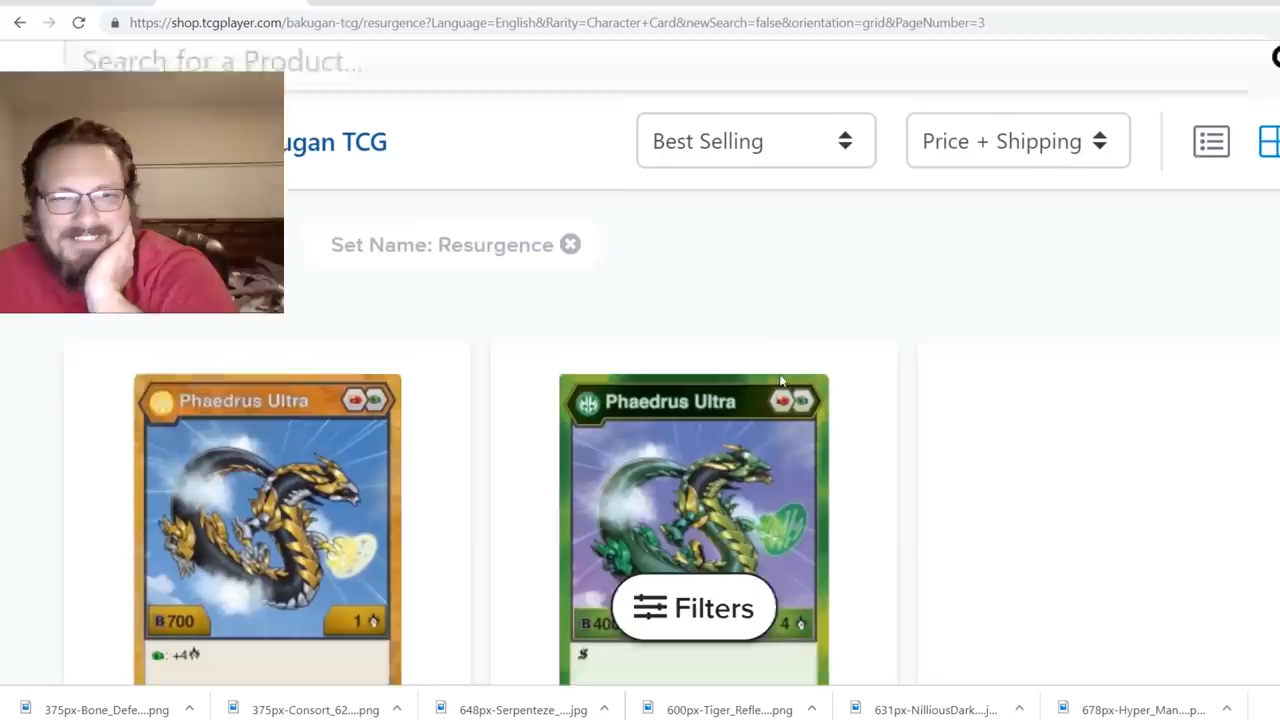 https://shop.tcgplayer.com/bakugan-tcg/resurgence?Language=English&Rarity=Character+Card&newSearch=false&orientation=grid&PageNumber=3
Search for a Product...
ugan TCG
Best Selling
Price + Shipping
Set Name: Resurgence
Phaedrus Ultra
Phaedrus Ultra
B 700
1
B 400
4
: +4
Filters
375px-Bone_Defe....png
375px-Consort_62....png
648px-Serpenteze_....jpg
600px-Tiger_Refle....png
631px-NilliousDark....j...
678px-Hyper_Man....p...